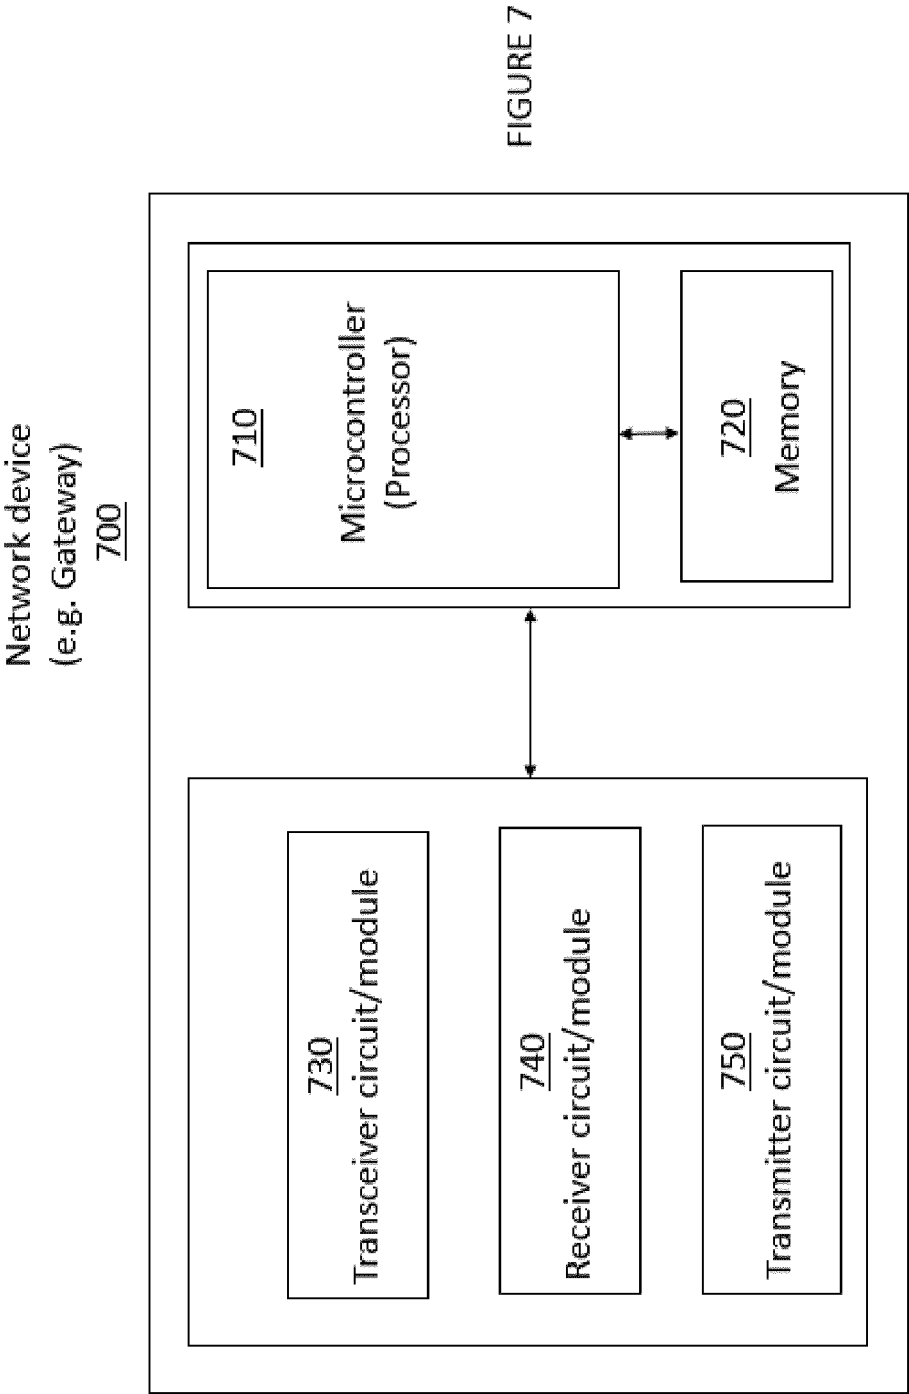 Network device
(e.g. Gateway)
700
730
Transceiver circuit/module
740
Receiver circuit/module
750
Transmitter circuit/module
710
Microcontroller
(Processor)
720
Memory
FIGURE 7